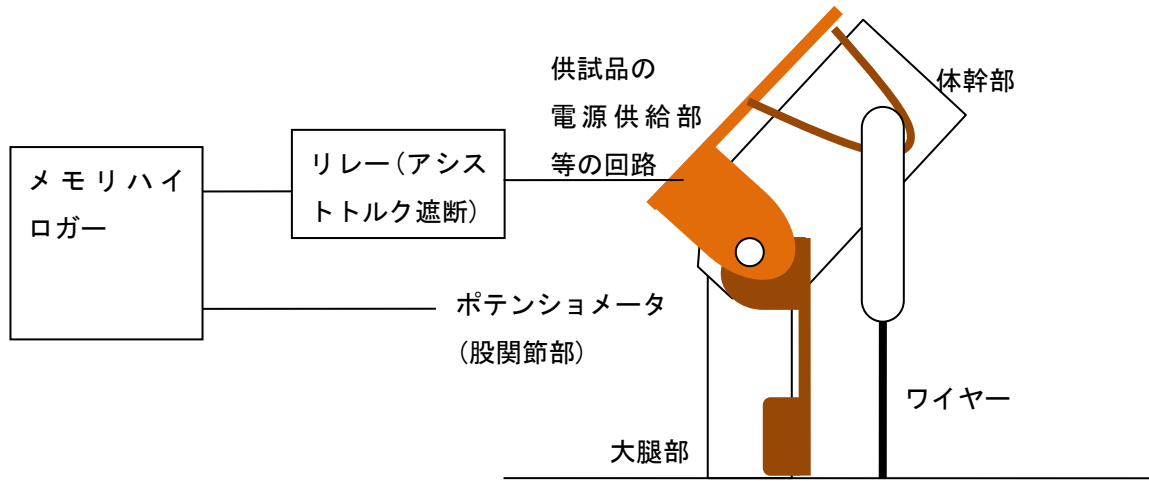 メモリハイ
ロガー
リレー（アシス
トトルク遮断）
供試品の
電源供給部
等の回路
体幹部
ポテンショメータ
（股関節部）
大腿部
ワイヤー